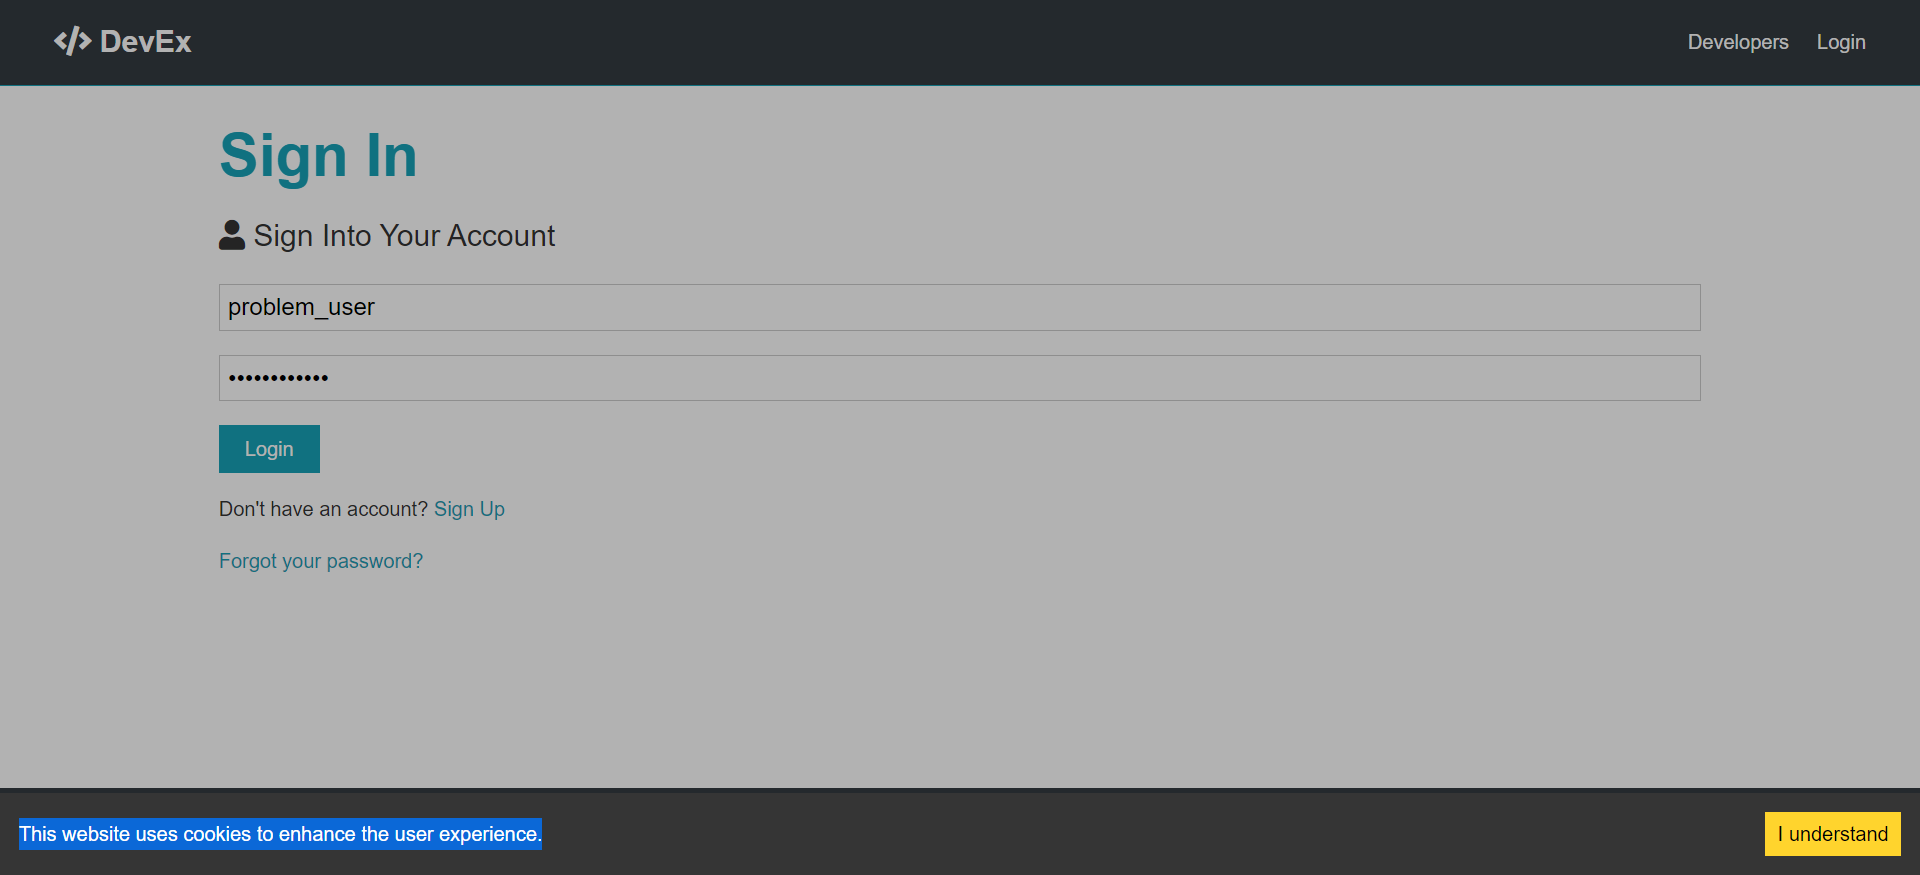 DevEx
Developers
Login
Sign In
Sign Into Your Account
problem_user
••••••••••••
Login
Don't have an account? Sign Up
Forgot your password?
This website uses cookies to enhance the user experience.
I understand